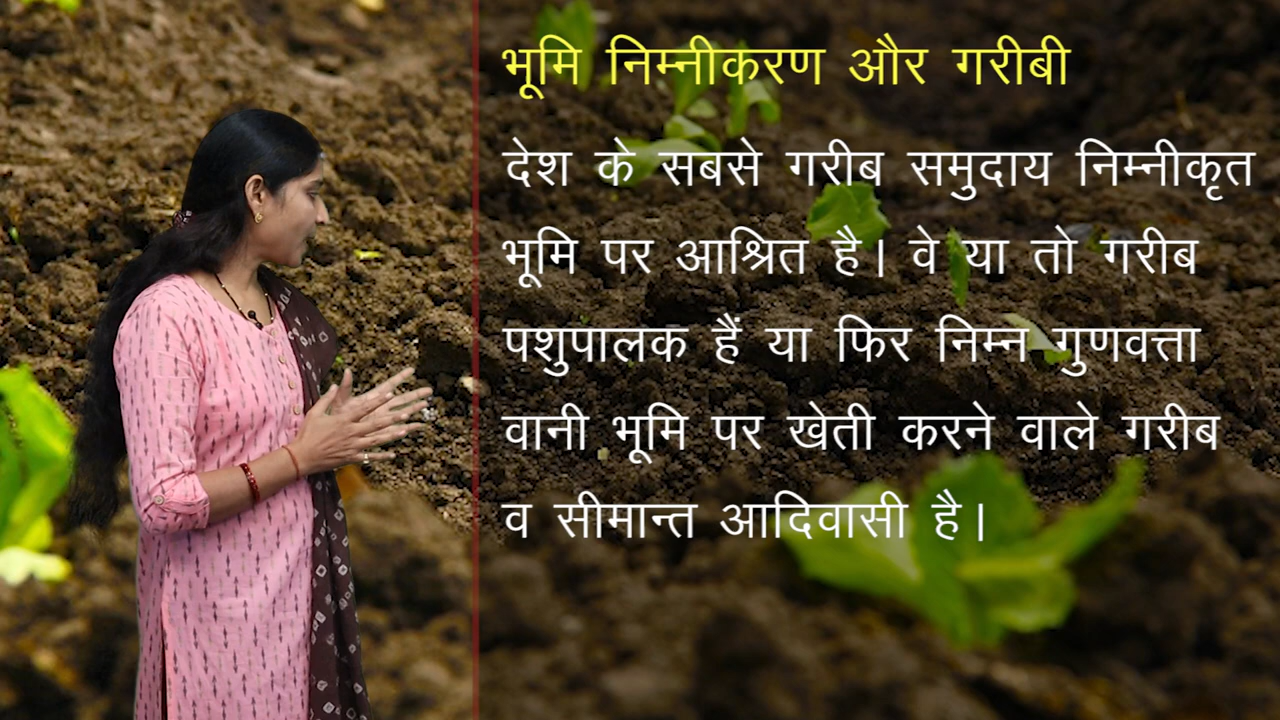 भूमि निम्नीकरण और गरीबी
देश के सबसे गरीब समुदाय निम्नीकृत
भूमि पर आश्रित है। वे या तो गरीब
पशुपालक हैं या फिर निम्न गुणवत्ता
वानी भूमि पर खेती करने वाले गरीब
व सीमान्त आदिवासी है।